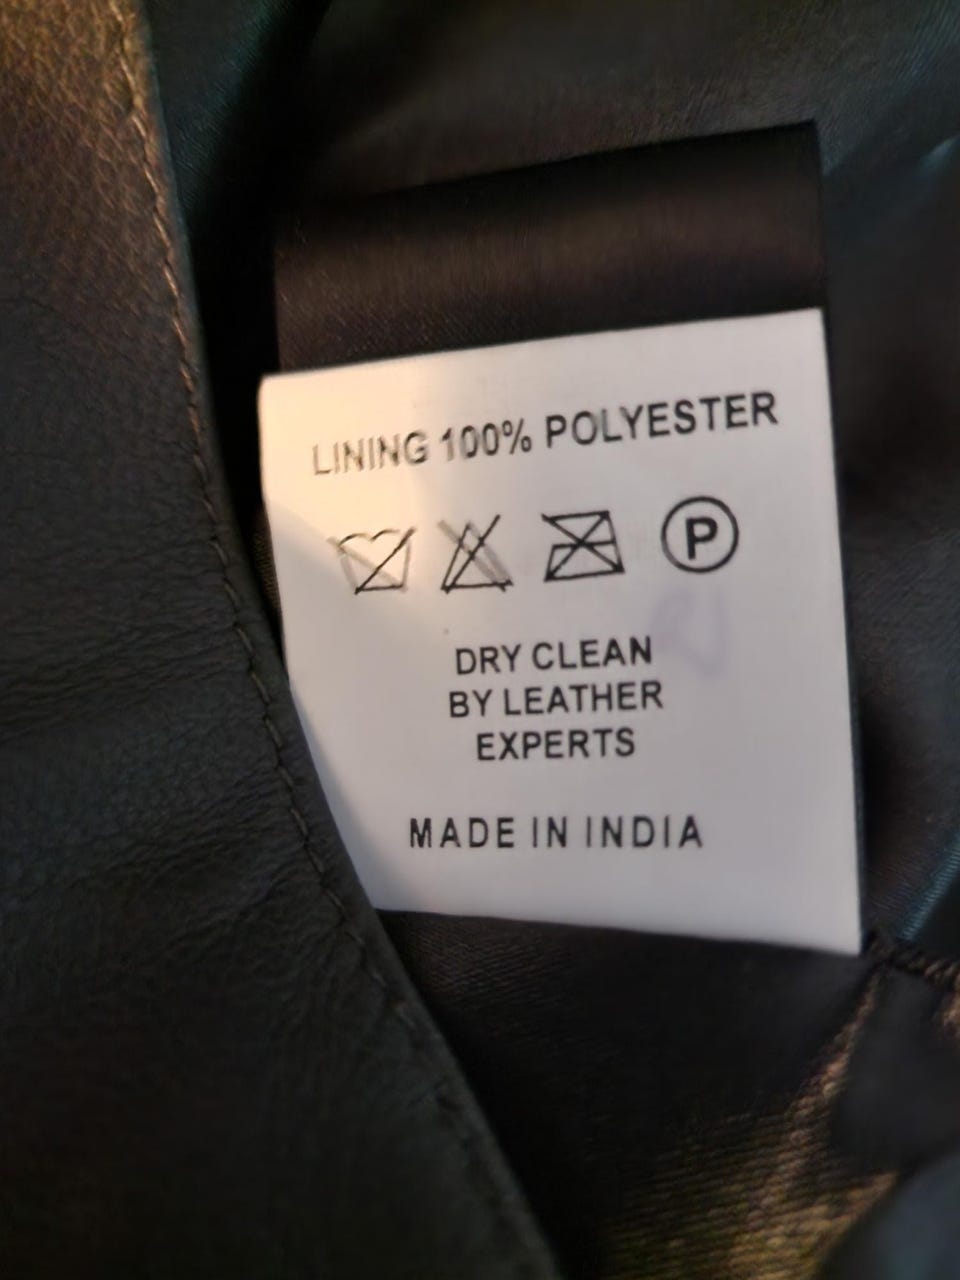 LINING 100% POLYESTER
P
DRY CLEAN
BY LEATHER
EXPERTS
MADE IN INDIA